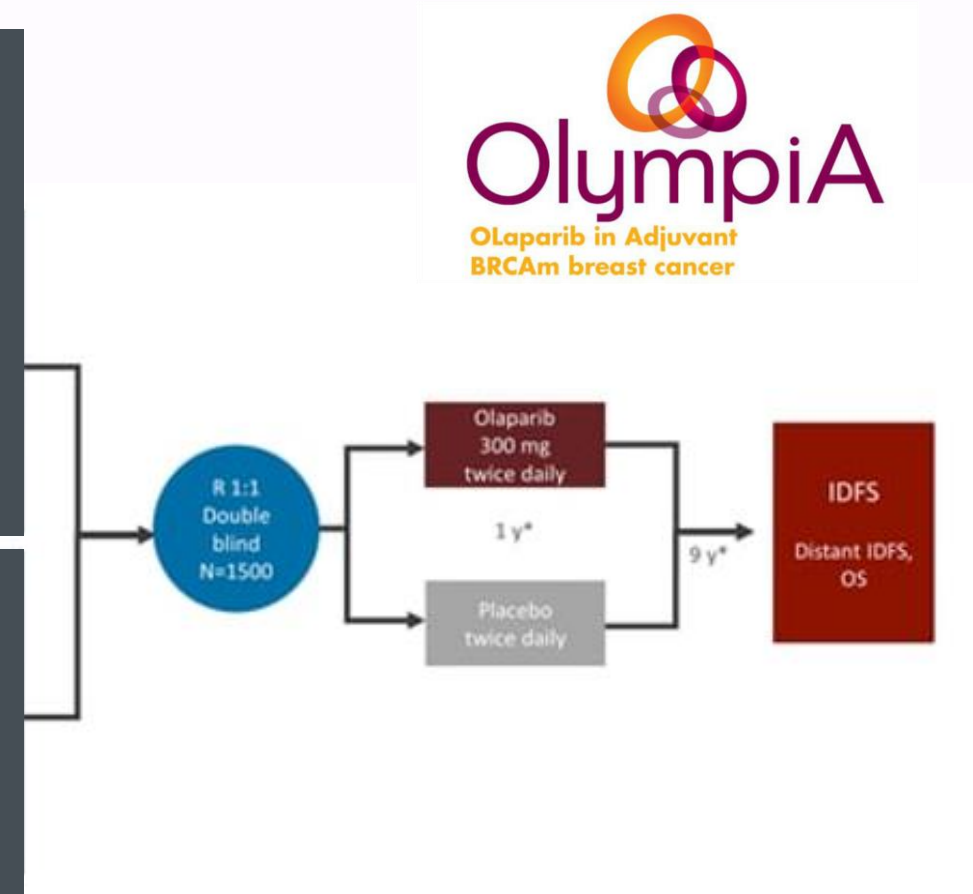 OlympiA
OLaparib in Adjuvant
BRCAm breast cancer
R 1:1
Double
blind
N=1500
Olaparib
300 mg
twice daily
1 y*
Placebo
twice daily
9 y*
IDFS
Distant IDFS,
OS